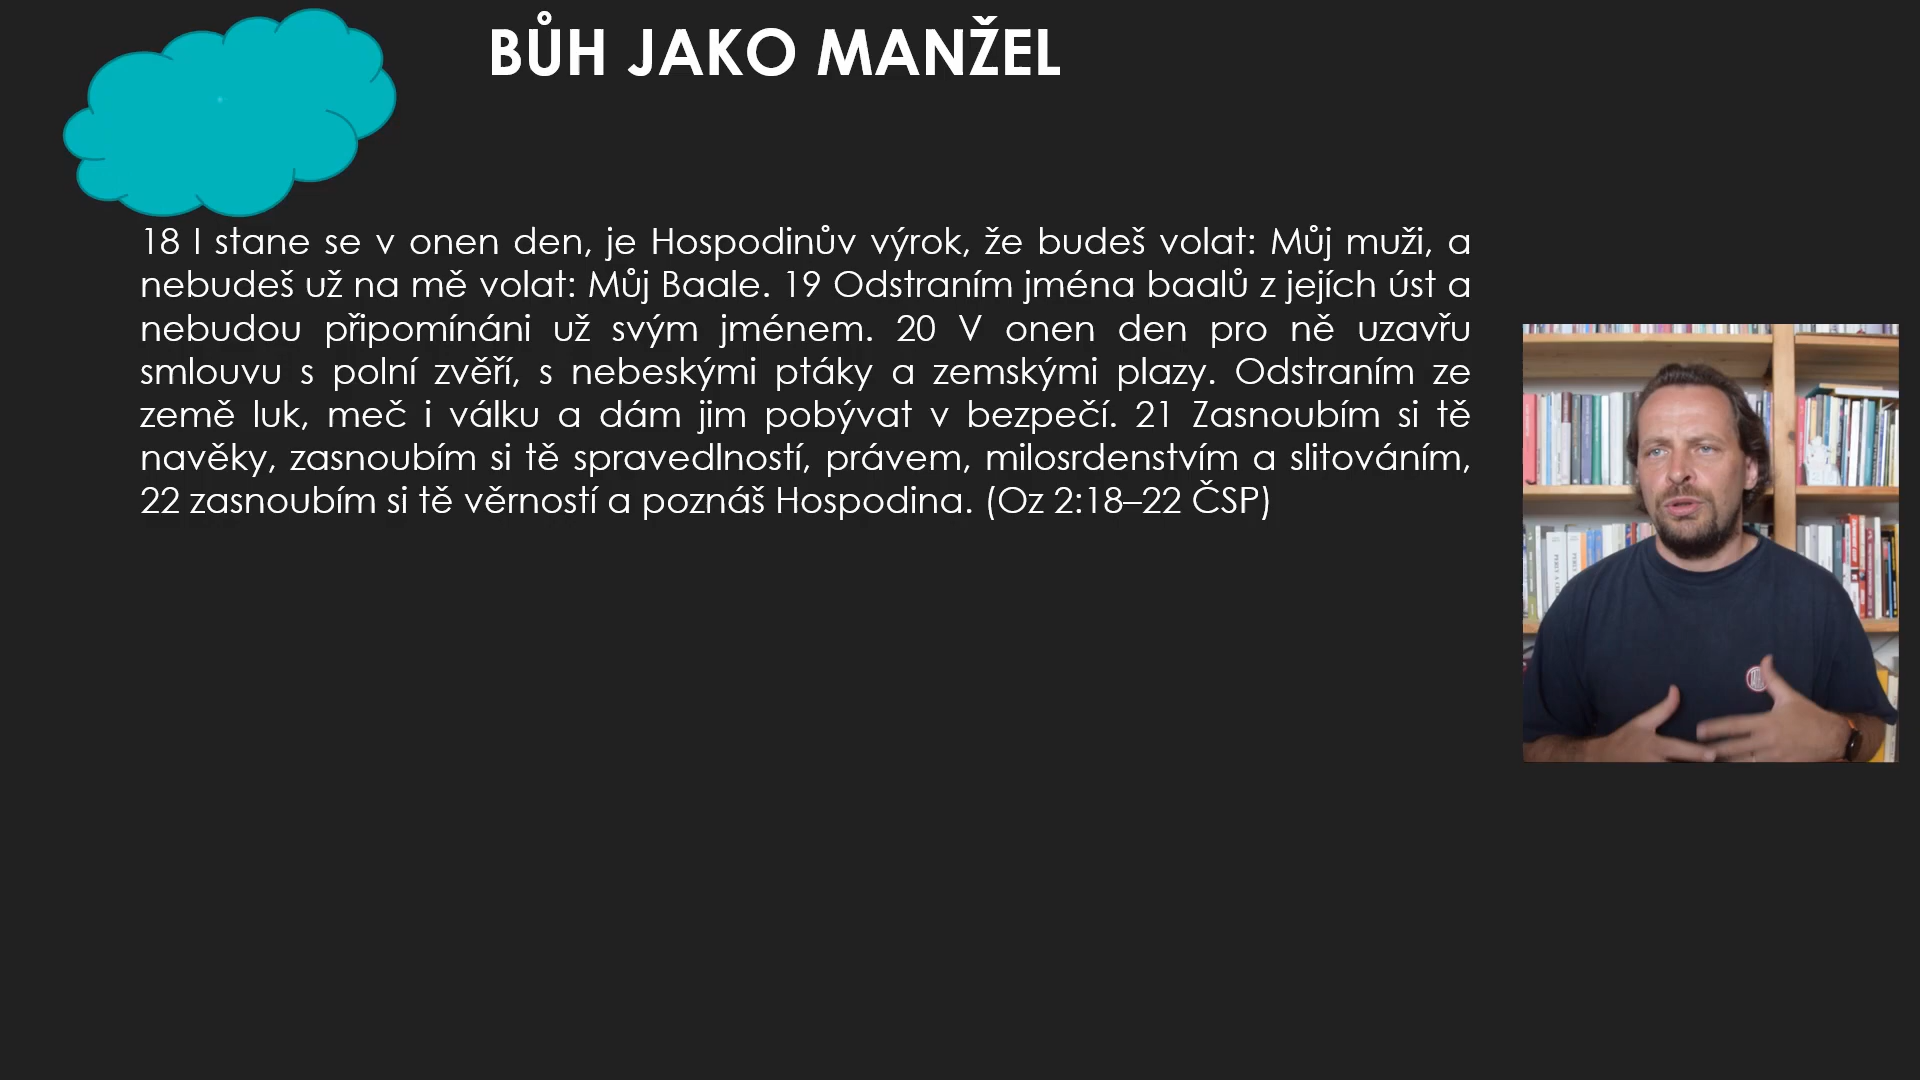 BŮH JAKO MANŽEL
18 I stane se v onen den, je Hospodinův výrok, že budeš volat: Můj muži, a
nebudeš už na mě volat: Můj Baale. 19 Odstraním jména baalů z jejích úst a
nebudou připomínáni už svým jménem. 20 V onen den pro ně uzavřu
smlouvu s polní zvěří, s nebeskými ptáky a zemskými plazy. Odstraním ze
země luk, meč i válku a dám jim pobývat v bezpečí. 21 Zasnoubím si tě
navěky, zasnoubím si tě spravedlností, právem, milosrdenstvím a slitováním,
22 zasnoubím si tě věrností a poznáš Hospodina. (Oz 2:18–22 ČSP)